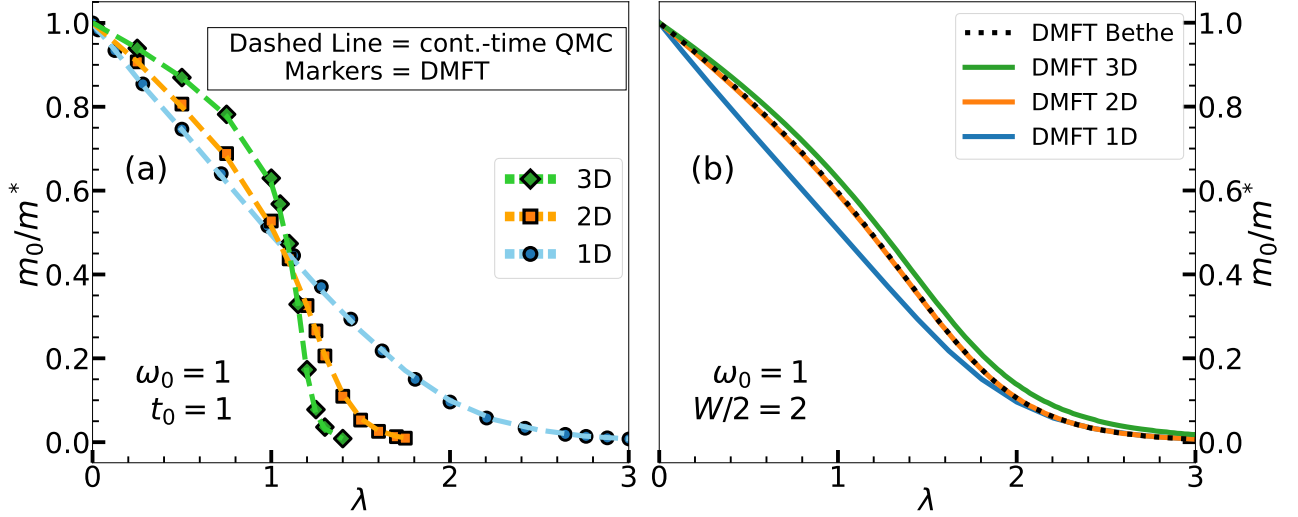 Dashed Line = cont.-time QMC
Markers = DMFT
(a)
3D
2D
1D
ω₀ = 1
t₀ = 1
m₀/m*
1.0
0.8
0.6
0.4
0.2
0.0
0
1
2
3
λ
DMFT Bethe
DMFT 3D
DMFT 2D
DMFT 1D
(b)
ω₀ = 1
W/2 = 2
1.0
0.8
0.6
0.4
0.2
0.0
m₀/m*
0
1
2
3
λ